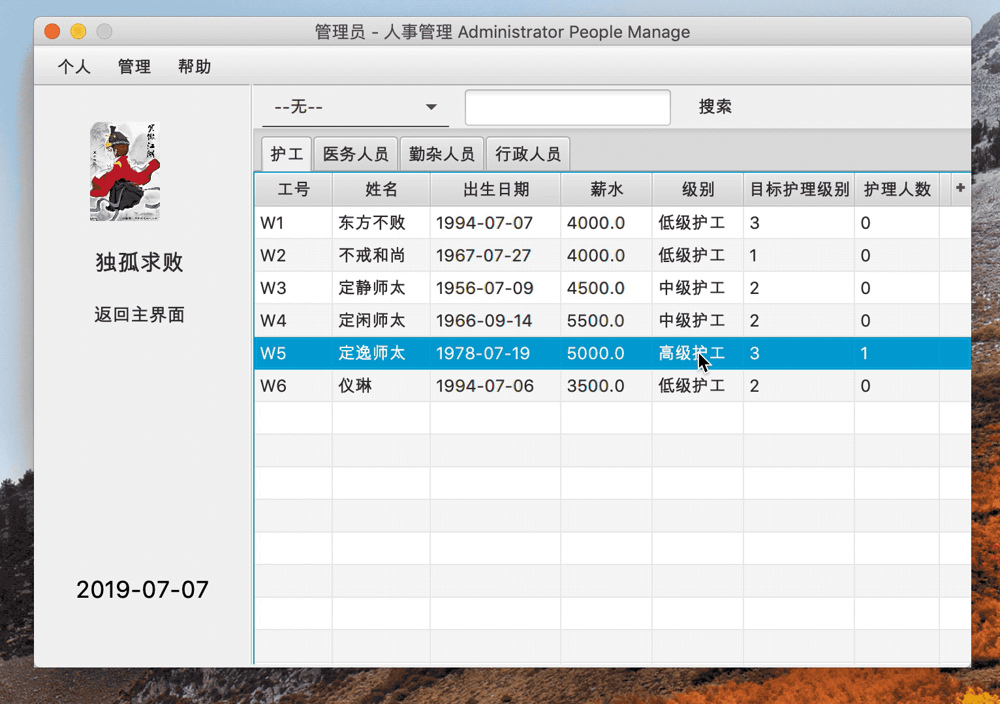 管理员 - 人事管理 Administrator People Manage
个人 管理 帮助
--无-- 搜索
笑傲江湖
护工 医务人员 勤杂人员 行政人员
工号 姓名 出生日期 薪水 级别 目标护理级别 护理人数 +
W1 东方不败 1994-07-07 4000.0 低级护工 3 0
W2 不戒和尚 1967-07-27 4000.0 低级护工 1 0
独孤求败
W3 定静师太 1956-07-09 4500.0 中级护工 2 0
返回主界面
W4 定闲师太 1966-09-14 5500.0 中级护工 2 0
W5 定逸师太 1978-07-19 5000.0 高级护工 3 1
W6 仪琳 1994-07-06 3500.0 低级护工 2 0
2019-07-07